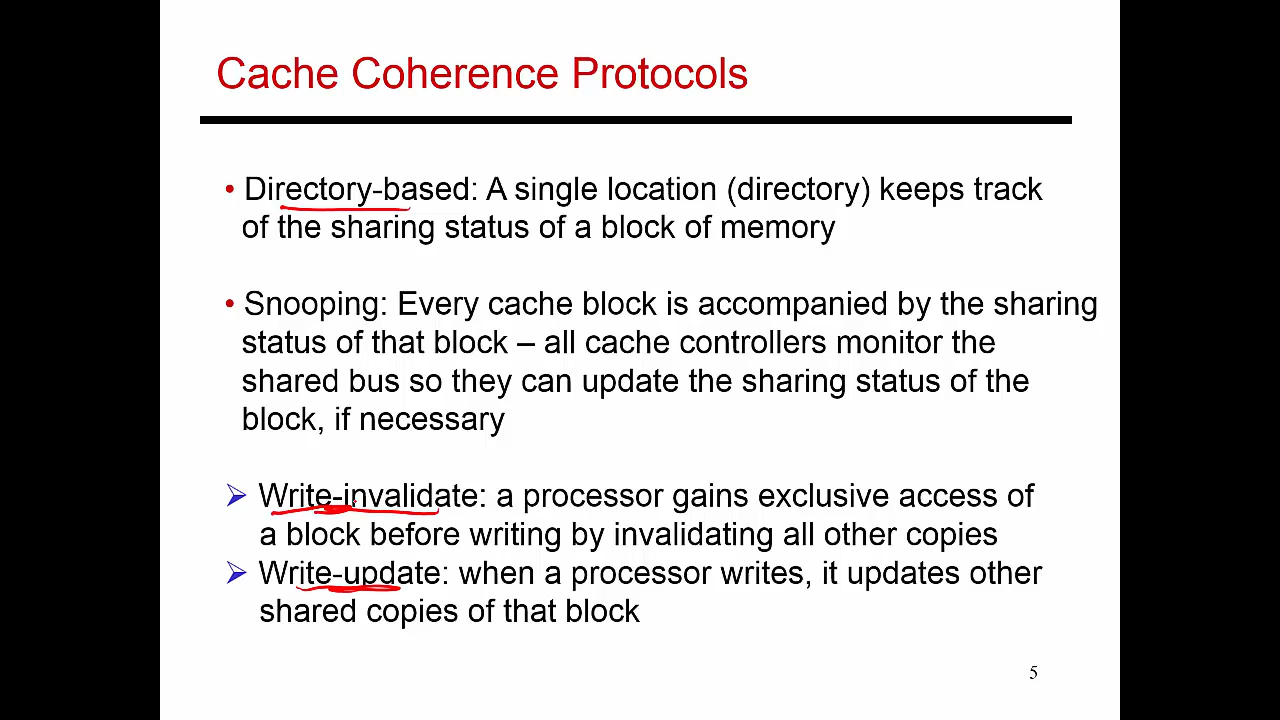 Cache Coherence Protocols
• Directory-based: A single location (directory) keeps track
of the sharing status of a block of memory
• Snooping: Every cache block is accompanied by the sharing
status of that block – all cache controllers monitor the
shared bus so they can update the sharing status of the
block, if necessary
➢ Write-invalidate: a processor gains exclusive access of
a block before writing by invalidating all other copies
➢ Write-update: when a processor writes, it updates other
shared copies of that block
5